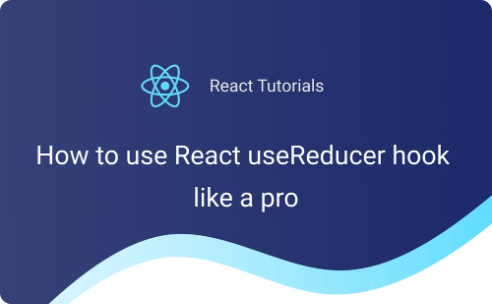 React Tutorials
How to use React useReducer hook
like a pro